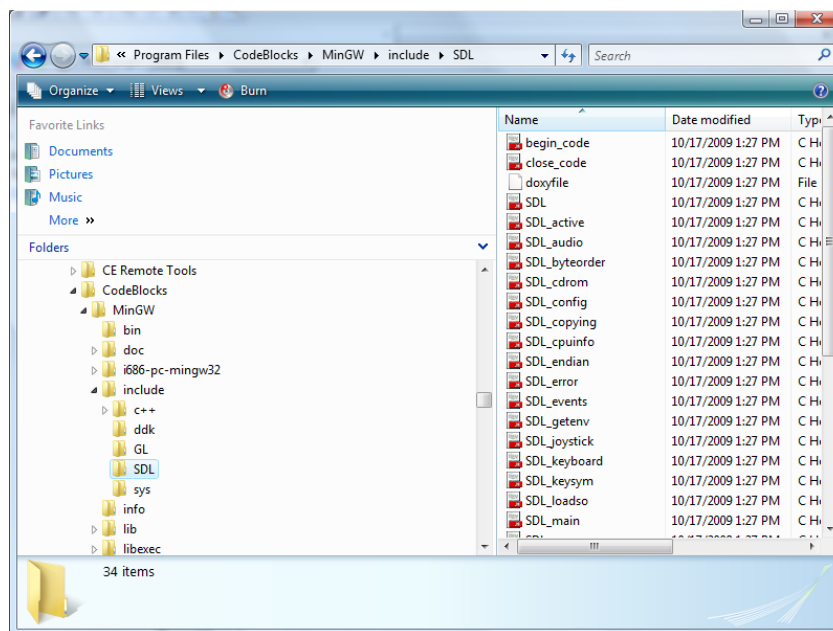 « Program Files ▸ CodeBlocks ▸ MinGW ▸ include ▸ SDL
Search
Organize Views Burn
Favorite Links
Documents
Pictures
Music
More »
Folders
CE Remote Tools
CodeBlocks
MinGW
bin
doc
i686-pc-mingw32
include
c++
ddk
GL
SDL
sys
info
lib
libexec
Name Date modified Typ
begin_code 10/17/2009 1:27 PM C H
close_code 10/17/2009 1:27 PM C H
doxyfile 10/17/2009 1:27 PM File
SDL 10/17/2009 1:27 PM C H
SDL_active 10/17/2009 1:27 PM C H
SDL_audio 10/17/2009 1:27 PM C H
SDL_byteorder 10/17/2009 1:27 PM C H
SDL_cdrom 10/17/2009 1:27 PM C H
SDL_config 10/17/2009 1:27 PM C H
SDL_copying 10/17/2009 1:27 PM C H
SDL_cpuinfo 10/17/2009 1:27 PM C H
SDL_endian 10/17/2009 1:27 PM C H
SDL_error 10/17/2009 1:27 PM C H
SDL_events 10/17/2009 1:27 PM C H
SDL_getenv 10/17/2009 1:27 PM C H
SDL_joystick 10/17/2009 1:27 PM C H
SDL_keyboard 10/17/2009 1:27 PM C H
SDL_keysym 10/17/2009 1:27 PM C H
SDL_loadso 10/17/2009 1:27 PM C H
SDL_main 10/17/2009 1:27 PM C H
34 items